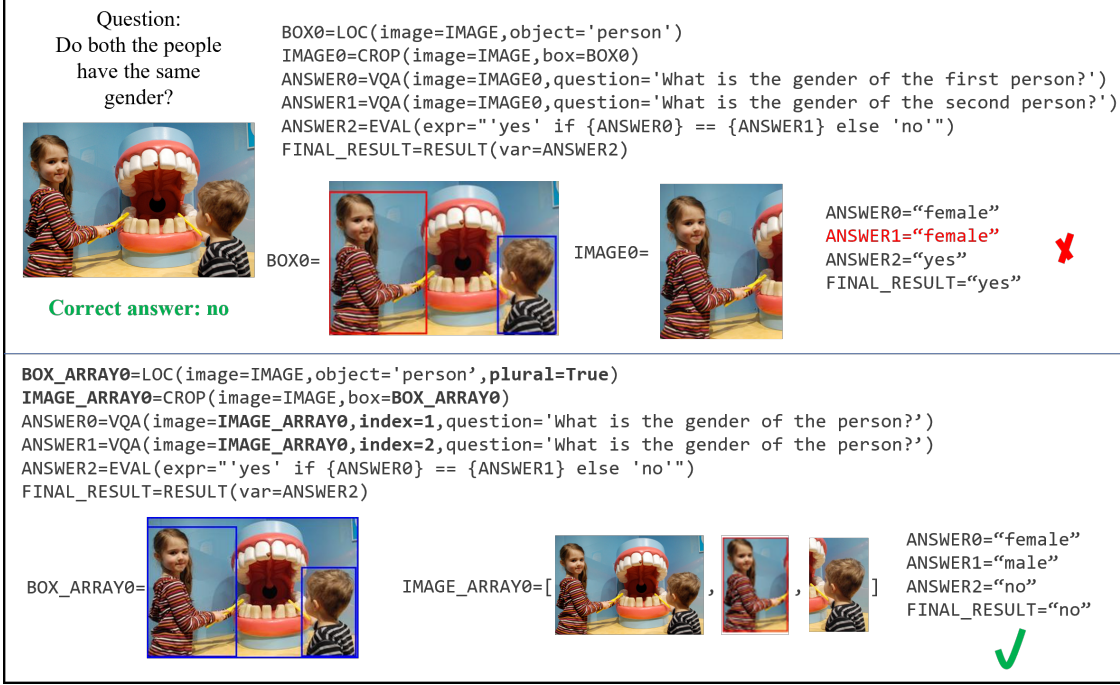 Question:
Do both the people
have the same
gender?
Correct answer: no
BOX0=LOC(image=IMAGE,object='person')
IMAGE0=CROP(image=IMAGE,box=BOX0)
ANSWER0=VQA(image=IMAGE0,question='What is the gender of the first person?')
ANSWER1=VQA(image=IMAGE0,question='What is the gender of the second person?')
ANSWER2=EVAL(expr="'yes' if {ANSWER0} == {ANSWER1} else 'no'")
FINAL_RESULT=RESULT(var=ANSWER2)
BOX0=
IMAGE0=
ANSWER0=“female”
ANSWER1=“female”
ANSWER2=“yes”
FINAL_RESULT=“yes”
BOX_ARRAY0=LOC(image=IMAGE,object='person’,plural=True)
IMAGE_ARRAY0=CROP(image=IMAGE,box=BOX_ARRAY0)
ANSWER0=VQA(image=IMAGE_ARRAY0,index=1,question='What is the gender of the person?’)
ANSWER1=VQA(image=IMAGE_ARRAY0,index=2,question='What is the gender of the person?’)
ANSWER2=EVAL(expr="'yes' if {ANSWER0} == {ANSWER1} else 'no'")
FINAL_RESULT=RESULT(var=ANSWER2)
BOX_ARRAY0=
IMAGE_ARRAY0=[ , , ]
ANSWER0=“female”
ANSWER1=“male”
ANSWER2=“no”
FINAL_RESULT=“no”